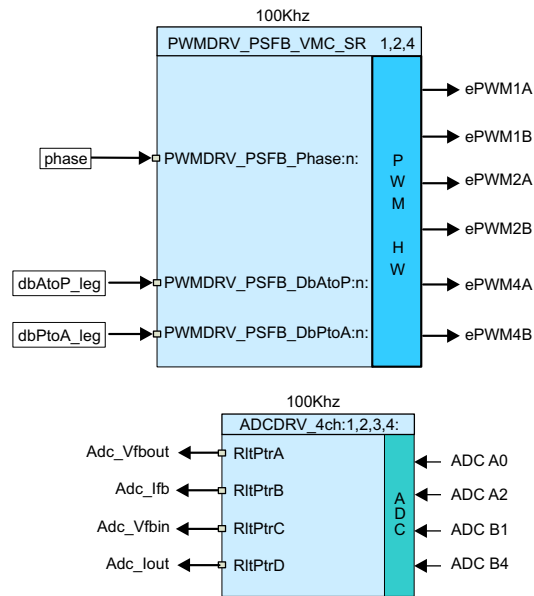 100Khz
PWMDRV_PSFB_VMC_SR 1,2,4
ePWM1A
ePWM1B
phase
PWMDRV_PSFB_Phase:n:
P
W
M
H
W
ePWM2A
ePWM2B
dbAtoP_leg
PWMDRV_PSFB_DbAtoP:n:
ePWM4A
dbPtoA_leg
PWMDRV_PSFB_DbPtoA:n:
ePWM4B
100Khz
ADCDRV_4ch:1,2,3,4:
Adc_Vfbout
RltPtrA
ADC A0
Adc_Ifb
RltPtrB
A
D
C
ADC A2
Adc_Vfbin
RltPtrC
ADC B1
Adc_Iout
RltPtrD
ADC B4